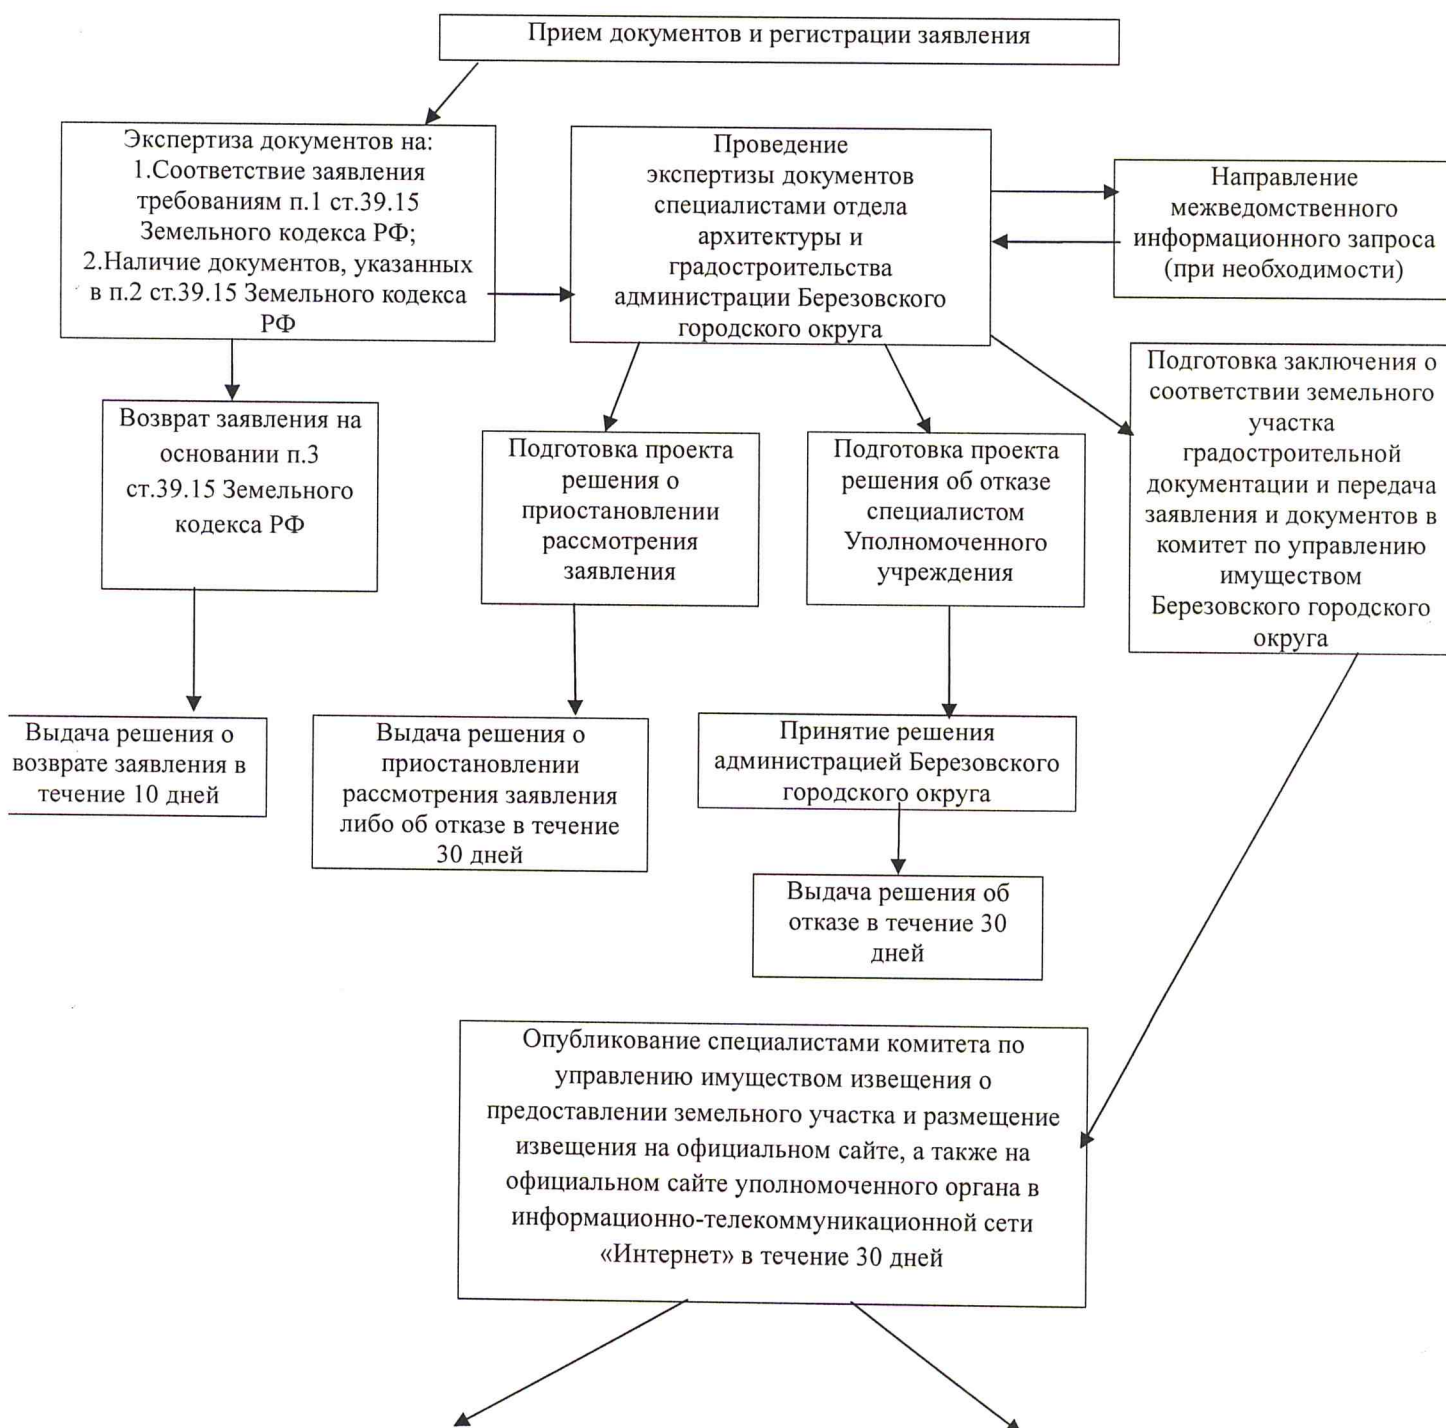 Прием документов и регистрации заявления
Экспертиза документов на:
1.Соответствие заявления
требованиям п.1 ст.39.15
Земельного кодекса РФ;
2.Наличие документов, указанных
в п.2 ст.39.15 Земельного кодекса
РФ
Проведение
экспертизы документов
специалистами отдела
архитектуры и
градостроительства
администрации Березовского
городского округа
Направление
межведомственного
информационного запроса
(при необходимости)
Возврат заявления на
основании п.3
ст.39.15 Земельного
кодекса РФ
Подготовка проекта
решения о
приостановлении
рассмотрения
заявления
Подготовка проекта
решения об отказе
специалистом
Уполномоченного
учреждения
Подготовка заключения о
соответствии земельного
участка
градостроительной
документации и передача
заявления и документов в
комитет по управлению
имуществом
Березовского городского
округа
Выдача решения о
возврате заявления в
течение 10 дней
Выдача решения о
приостановлении
рассмотрения заявления
либо об отказе в течение
30 дней
Принятие решения
администрацией Березовского
городского округа
Выдача решения об
отказе в течение 30
дней
Опубликование специалистами комитета по
управлению имуществом извещения о
предоставлении земельного участка и размещение
извещения на официальном сайте, а также на
официальном сайте уполномоченного органа в
информационно-телекоммуникационной сети
«Интернет» в течение 30 дней